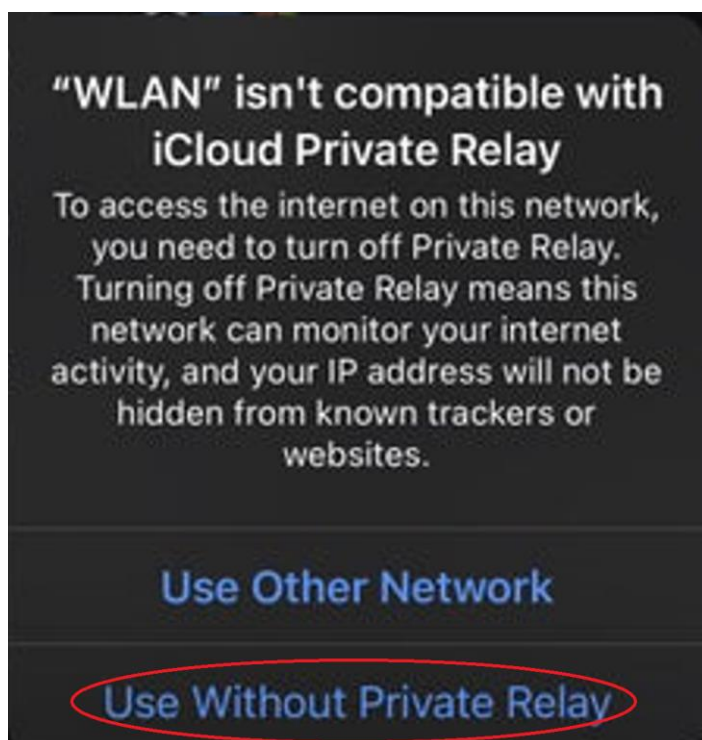 “WLAN” isn't compatible with
iCloud Private Relay
To access the internet on this network,
you need to turn off Private Relay.
Turning off Private Relay means this
network can monitor your internet
activity, and your IP address will not be
hidden from known trackers or
websites.
Use Other Network
Use Without Private Relay